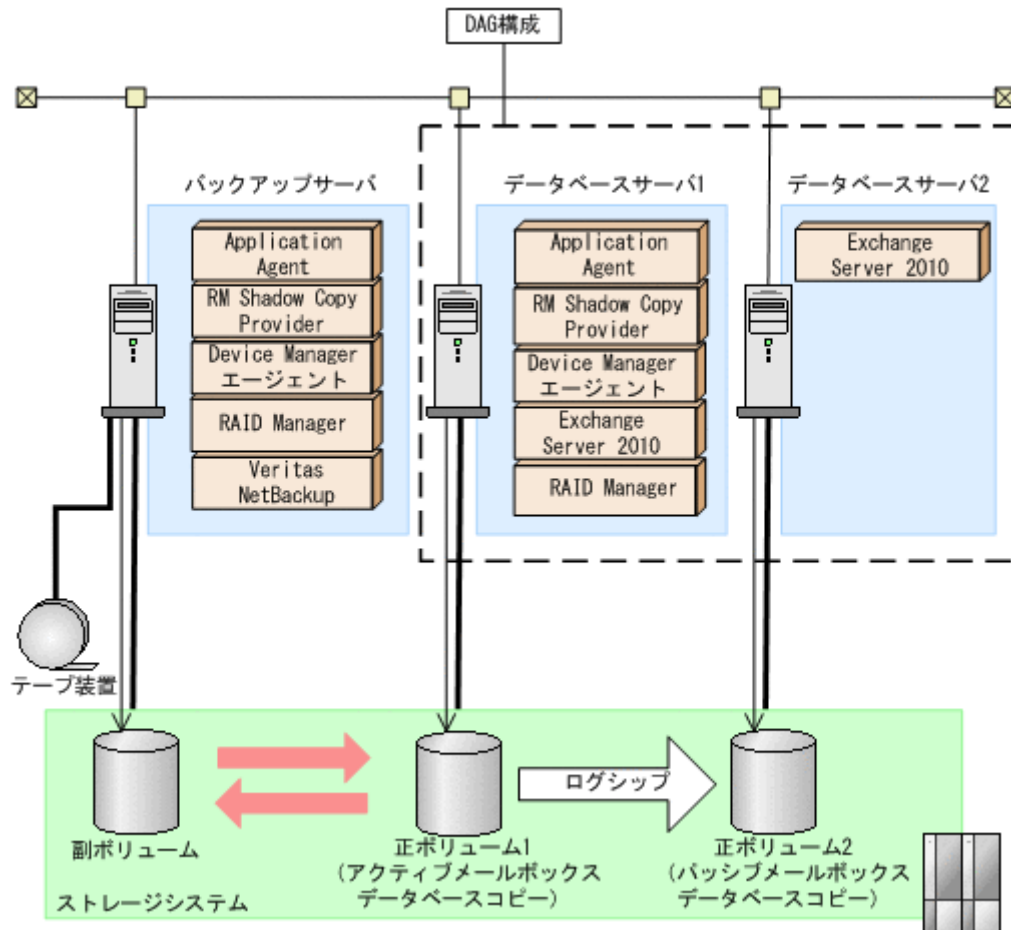 DAG構成
バックアップサーバ
Application
Agent
RM Shadow Copy
Provider
Device Manager
エージェント
RAID Manager
Veritas
NetBackup
データベースサーバ1
Application
Agent
RM Shadow Copy
Provider
Device Manager
エージェント
Exchange
Server 2010
RAID Manager
データベースサーバ2
Exchange
Server 2010
テープ装置
ログシップ
副ボリューム
正ボリューム1
(アクティブメールボックス
データベースコピー)
正ボリューム2
(パッシブメールボックス
データベースコピー)
ストレージシステム